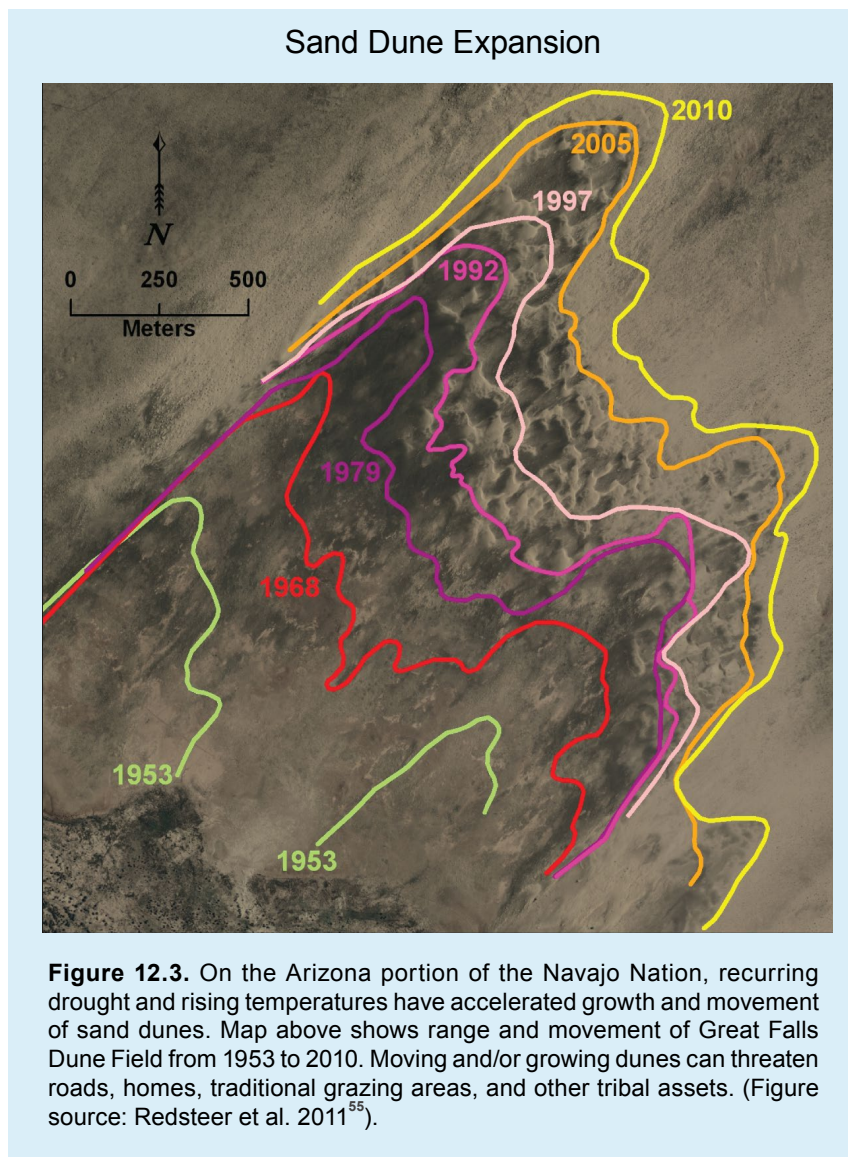 Sand Dune Expansion
2010
2005
1997
N
1992
0 250 500
Meters
1979
1968
1953
1953
Figure 12.3. On the Arizona portion of the Navajo Nation, recurring
drought and rising temperatures have accelerated growth and movement
of sand dunes. Map above shows range and movement of Great Falls
Dune Field from 1953 to 2010. Moving and/or growing dunes can threaten
roads, homes, traditional grazing areas, and other tribal assets. (Figure
source: Redsteer et al. 2011⁵⁵).